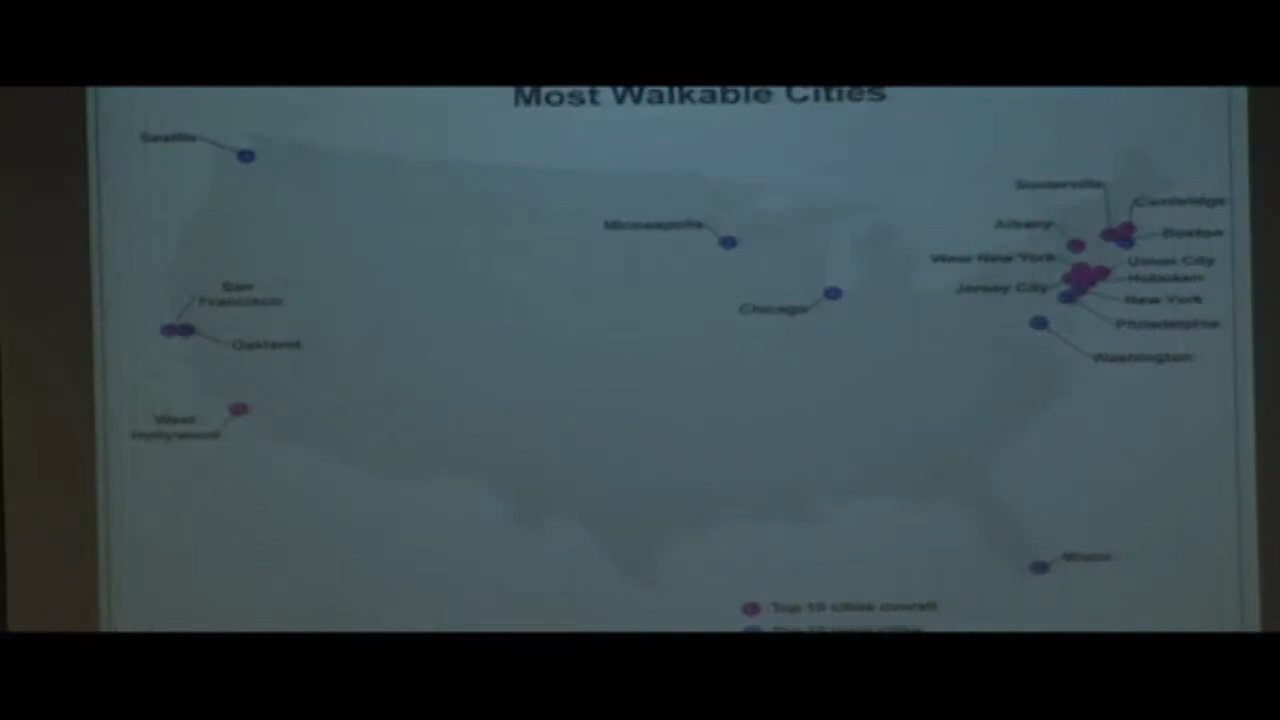 Most Walkable Cities
Seattle
Somerville
Cambridge
Minneapolis
Albany
Boston
West New York
Union City
Hoboken
San
Francisco
Jersey City
New York
Chicago
Philadelphia
Oakland
Washington
West
Hollywood
Miami
Top 10 cities overall